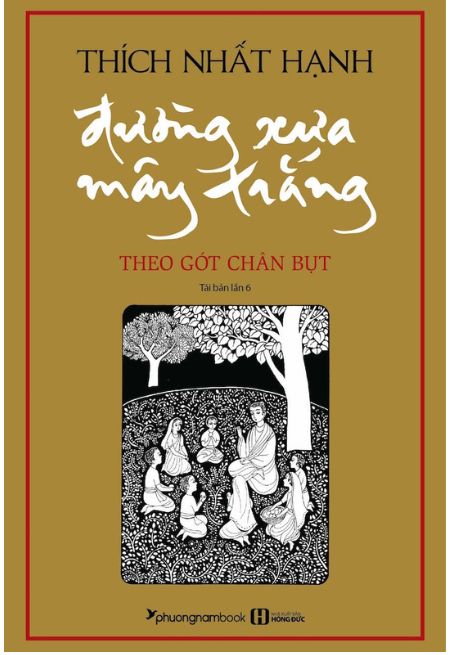 THÍCH NHẤT HẠNH
đường xưa
mây trắng
THEO GÓT CHÂN BỤT
Tái bản lần 6
phuongnambook
NHÀ XUẤT BẢN
HỒNG ĐỨC